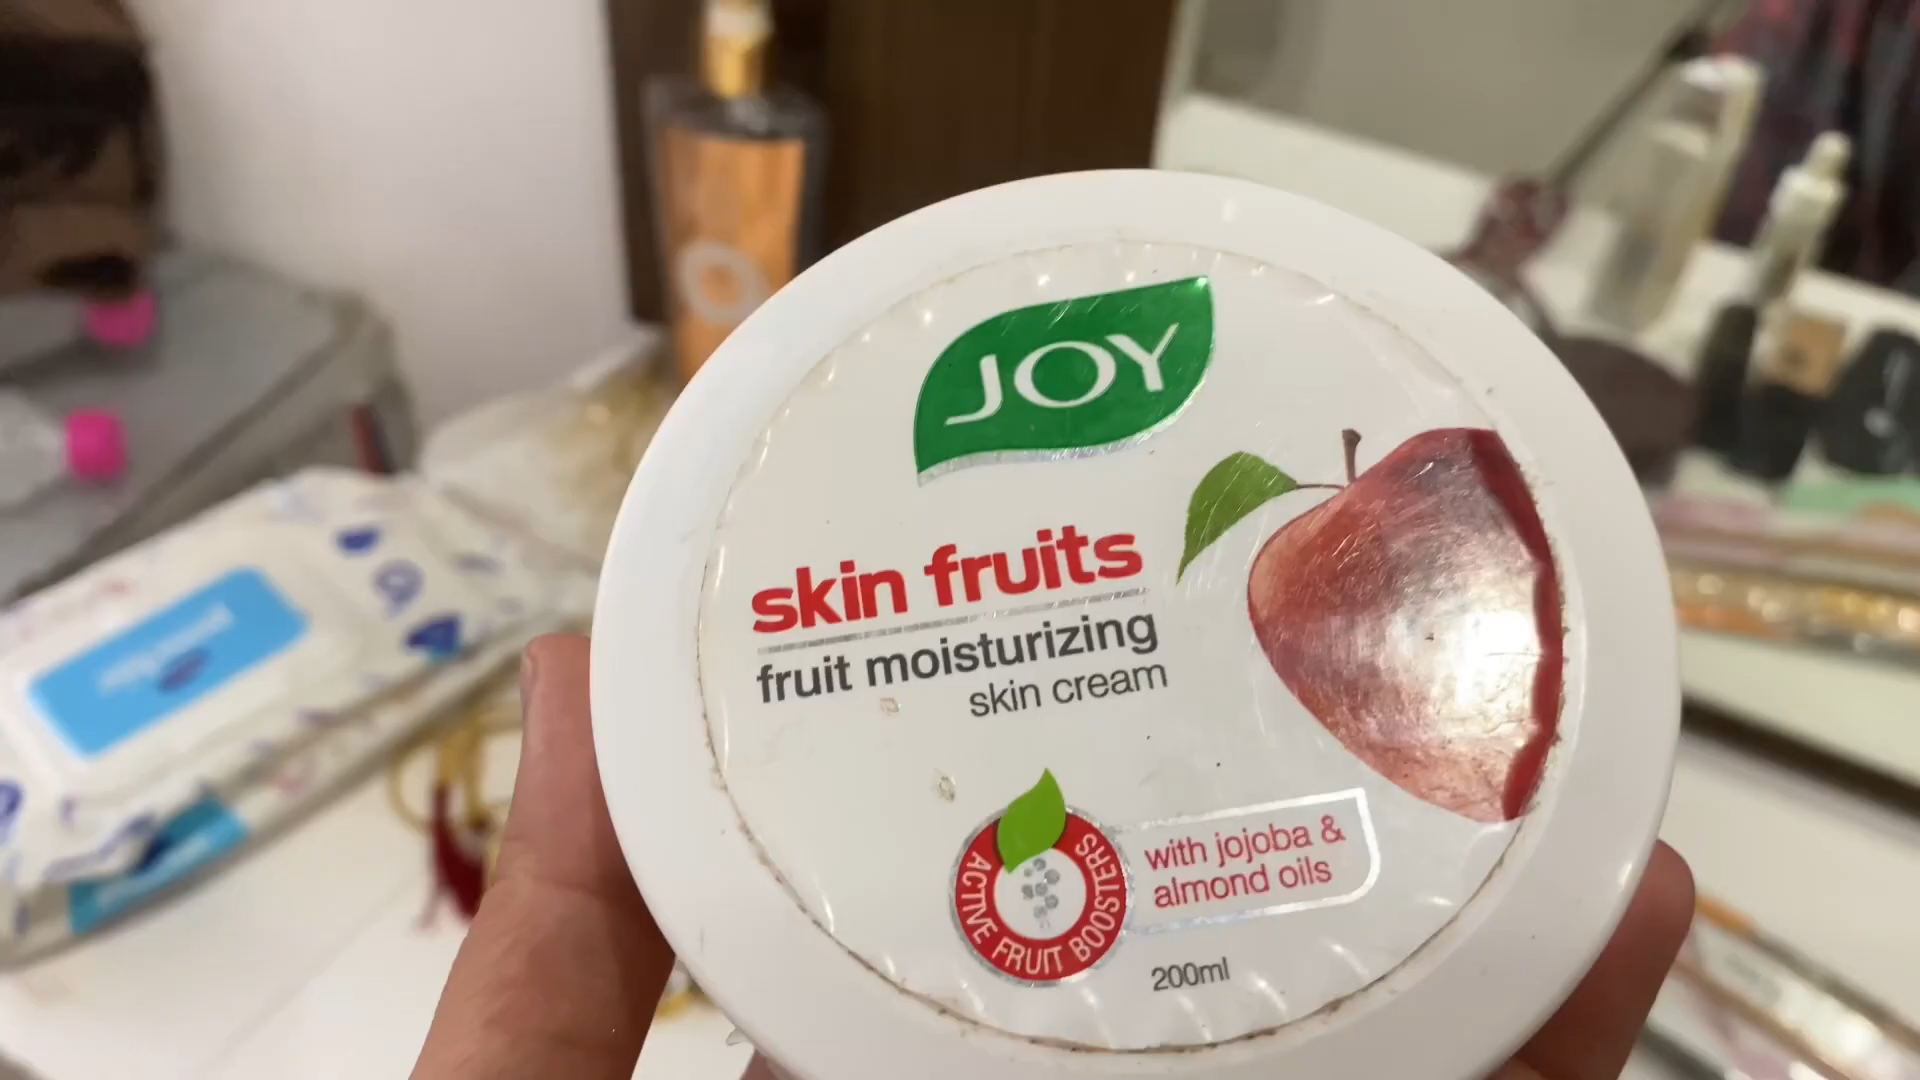 JOY
skin fruits
fruit moisturizing
skin cream
ACTIVE FRUIT BOOSTERS
with jojoba &
almond oils
200ml